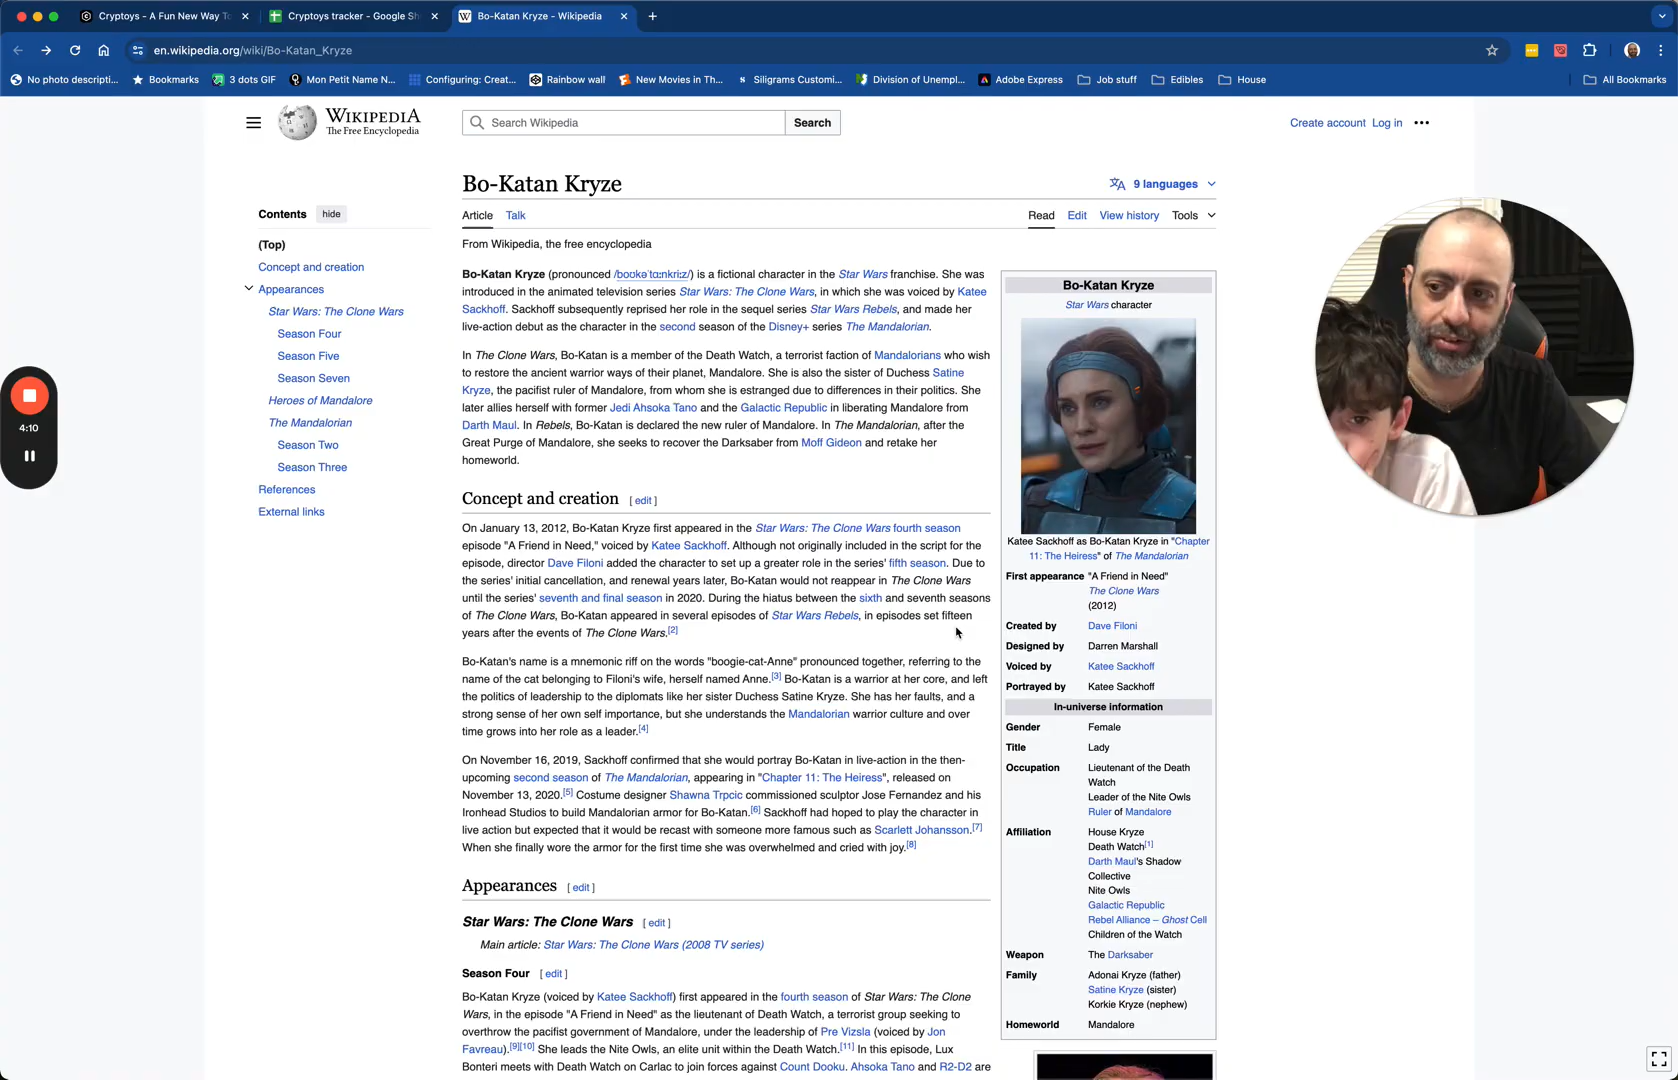 Cryptoys - A Fun New Way To
Cryptoys tracker - Google Sh
W Bo-Katan Kryze - Wikipedia
en.wikipedia.org/wiki/Bo-Katan_Kryze
No photo descripti...
Bookmarks
3 dots GIF
Mon Petit Name N...
Configuring: Creat...
Rainbow wall
New Movies in Th...
Siligrams Customi...
Division of Unempl...
Adobe Express
Job stuff
Edibles
House
All Bookmarks
WIKIPEDIA
The Free Encyclopedia
Search Wikipedia
Search
Create account Log in
Bo-Katan Kryze
9 languages
Article Talk
Read Edit View history Tools
From Wikipedia, the free encyclopedia
Contents hide
(Top)
Concept and creation
Appearances
Star Wars: The Clone Wars
Season Four
Season Five
Season Seven
Heroes of Mandalore
The Mandalorian
Season Two
Season Three
References
External links
4:10
Bo-Katan Kryze (pronounced /boʊkəˈtɑːnkriːz/) is a fictional character in the Star Wars franchise. She was
introduced in the animated television series Star Wars: The Clone Wars, in which she was voiced by Katee
Sackhoff. Sackhoff subsequently reprised her role in the sequel series Star Wars Rebels, and made her
live-action debut as the character in the second season of the Disney+ series The Mandalorian.
In The Clone Wars, Bo-Katan is a member of the Death Watch, a terrorist faction of Mandalorians who wish
to restore the ancient warrior ways of their planet, Mandalore. She is also the sister of Duchess Satine
Kryze, the pacifist ruler of Mandalore, from whom she is estranged due to differences in their politics. She
later allies herself with former Jedi Ahsoka Tano and the Galactic Republic in liberating Mandalore from
Darth Maul. In Rebels, Bo-Katan is declared the new ruler of Mandalore. In The Mandalorian, after the
Great Purge of Mandalore, she seeks to recover the Darksaber from Moff Gideon and retake her
homeworld.
Concept and creation [ edit ]
On January 13, 2012, Bo-Katan Kryze first appeared in the Star Wars: The Clone Wars fourth season
episode "A Friend in Need," voiced by Katee Sackhoff. Although not originally included in the script for the
episode, director Dave Filoni added the character to set up a greater role in the series' fifth season. Due to
the series' initial cancellation, and renewal years later, Bo-Katan would not reappear in The Clone Wars
until the series' seventh and final season in 2020. During the hiatus between the sixth and seventh seasons
of The Clone Wars, Bo-Katan appeared in several episodes of Star Wars Rebels, in episodes set fifteen
years after the events of The Clone Wars.[2]
Bo-Katan's name is a mnemonic riff on the words "boogie-cat-Anne" pronounced together, referring to the
name of the cat belonging to Filoni's wife, herself named Anne.[3] Bo-Katan is a warrior at her core, and left
the politics of leadership to the diplomats like her sister Duchess Satine Kryze. She has her faults, and a
strong sense of her own self importance, but she understands the Mandalorian warrior culture and over
time grows into her role as a leader.[4]
On November 16, 2019, Sackhoff confirmed that she would portray Bo-Katan in live-action in the then-
upcoming second season of The Mandalorian, appearing in "Chapter 11: The Heiress", released on
November 13, 2020.[5] Costume designer Shawna Trpcic commissioned sculptor Jose Fernandez and his
Ironhead Studios to build Mandalorian armor for Bo-Katan.[6] Sackhoff had hoped to play the character in
live action but expected that it would be recast with someone more famous such as Scarlett Johansson.[7]
When she finally wore the armor for the first time she was overwhelmed and cried with joy.[8]
Appearances [ edit ]
Star Wars: The Clone Wars [ edit ]
Main article: Star Wars: The Clone Wars (2008 TV series)
Season Four [ edit ]
Bo-Katan Kryze (voiced by Katee Sackhoff) first appeared in the fourth season of Star Wars: The Clone
Wars, in the episode "A Friend in Need" as the lieutenant of Death Watch, a terrorist group seeking to
overthrow the pacifist government of Mandalore, under the leadership of Pre Vizsla (voiced by Jon
Favreau).[9][10] She leads the Nite Owls, an elite unit within the Death Watch.[11] In this episode, Lux
Bonteri meets with Death Watch on Carlac to join forces against Count Dooku. Ahsoka Tano and R2-D2 are
Bo-Katan Kryze
Star Wars character
Katee Sackhoff as Bo-Katan Kryze in "Chapter
11: The Heiress" of The Mandalorian
First appearance "A Friend in Need"
The Clone Wars
(2012)
Created by Dave Filoni
Designed by Darren Marshall
Voiced by Katee Sackhoff
Portrayed by Katee Sackhoff
In-universe information
Gender Female
Title Lady
Occupation Lieutenant of the Death
Watch
Leader of the Nite Owls
Ruler of Mandalore
Affiliation House Kryze
Death Watch[1]
Darth Maul's Shadow
Collective
Nite Owls
Galactic Republic
Rebel Alliance – Ghost Cell
Children of the Watch
Weapon The Darksaber
Family Adonai Kryze (father)
Satine Kryze (sister)
Korkie Kryze (nephew)
Homeworld Mandalore